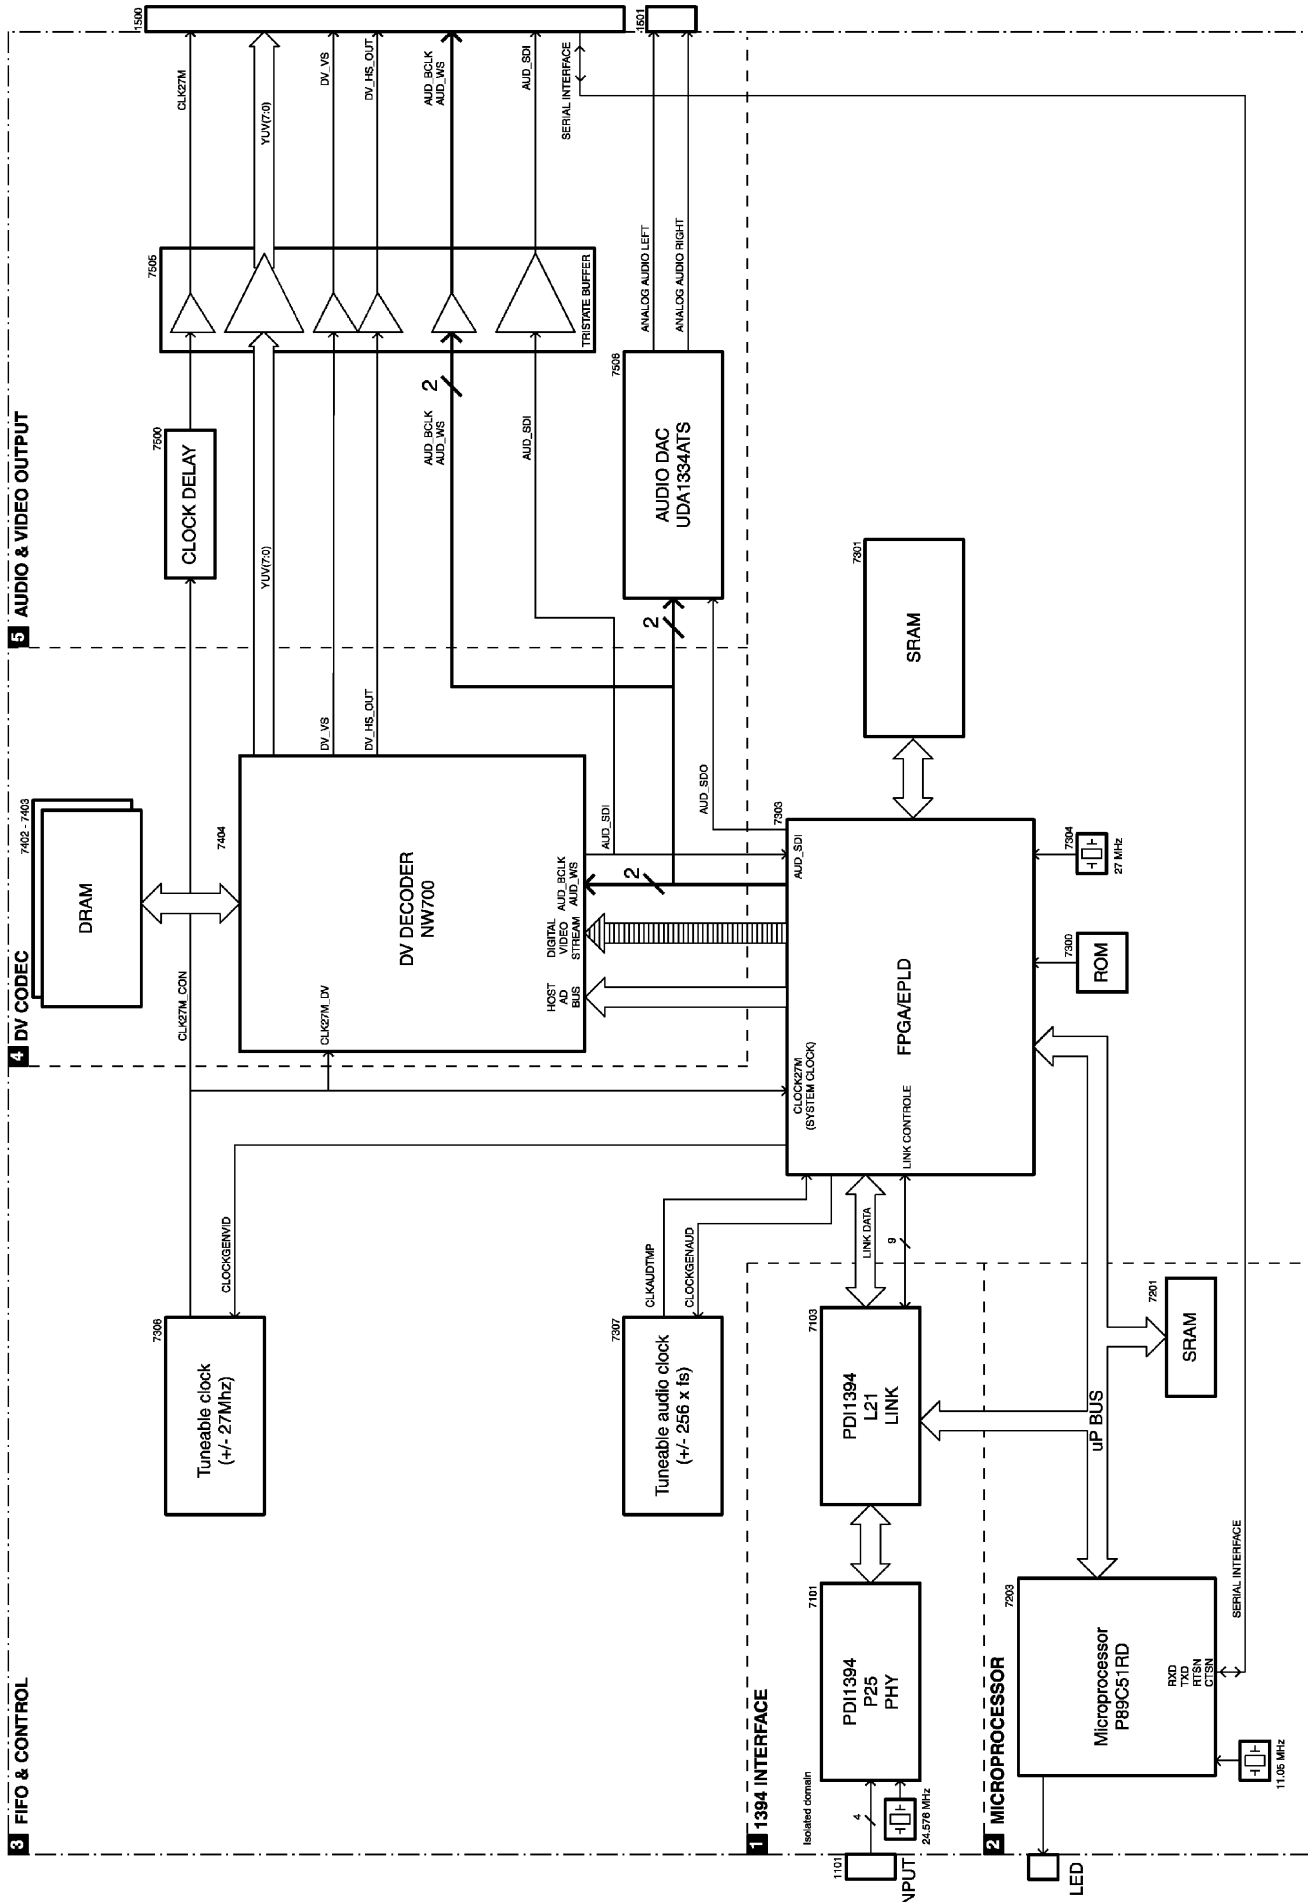 3 FIFO & CONTROL
4 DV CODEC
5 AUDIO & VIDEO OUTPUT
1500
1501
CLK27M
YUV(7:0)
DV_VS
DV_HS_OUT
AUD_BCLK
AUD_WS
AUD_SDI
SERIAL INTERFACE
7505
TRISTATE BUFFER
7500
CLOCK DELAY
YUV(7:0)
2
AUD_BCLK
AUD_WS
AUD_SDI
ANALOG AUDIO LEFT
ANALOG AUDIO RIGHT
7506
AUDIO DAC
UDA1334ATS
2
DV_VS
DV_HS_OUT
7402 - 7403
DRAM
CLK27M_CON
7404
DV DECODER
NW700
CLK27M_DV
HOST
AD
BUS
DIGITAL
VIDEO
STREAM
AUD_BCLK
AUD_WS
2
AUD_SDI
AUD_SDO
7303
AUD_SDI
FPGA/EPLD
CLOCK27M
(SYSTEM CLOCK)
LINK CONTROLE
7301
SRAM
7304
27 MHz
7300
ROM
CLOCKGENVID
7306
Tuneable clock
(+/- 27Mhz)
CLKAUDTMP
CLOCKGENAUD
7307
Tuneable audio clock
(+/- 256 x fs)
LINK DATA
9
1 1394 INTERFACE
7103
PDI1394
L21
LINK
7101
PDI1394
P25
PHY
Isolated domain
4
24.576 MHz
1101
NPUT
2 MICROPROCESSOR
7201
SRAM
uP BUS
7203
Microprocessor
P89C51RD
RXD
TXD
RTSN
CTSN
SERIAL INTERFACE
11.05 MHz
LED